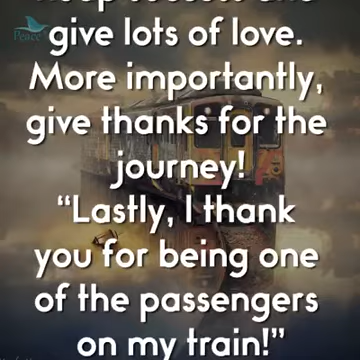 Peace
give lots of love.
More importantly,
give thanks for the
journey!
“Lastly, I thank
you for being one
of the passengers
on my train!”